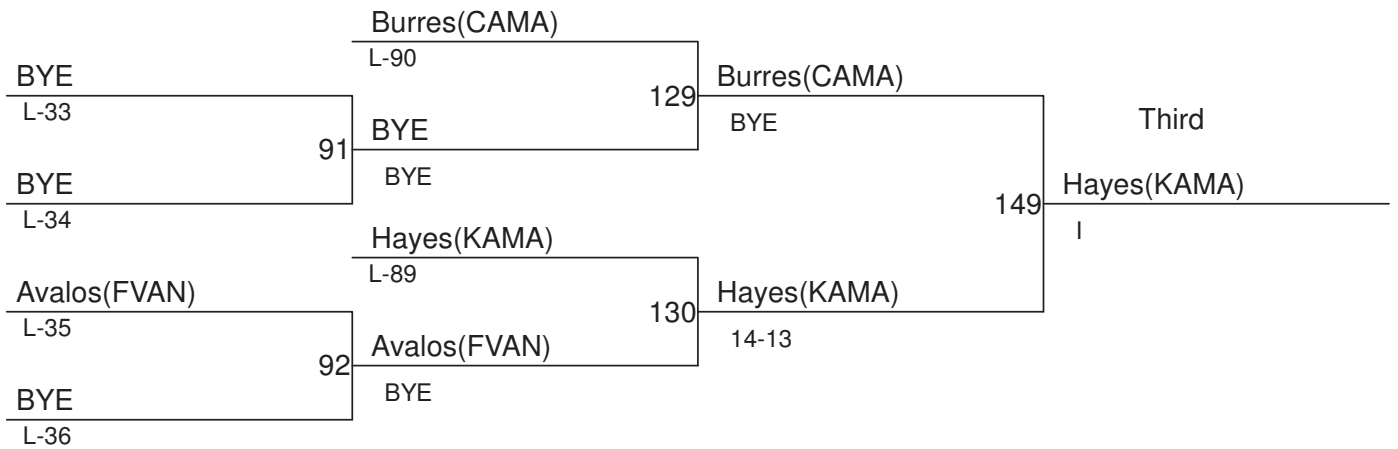 Burres(CAMA)
L-90
BYE
L-33
129
Burres(CAMA)
BYE
Third
91
BYE
BYE
BYE
L-34
149
Hayes(KAMA)
I
Hayes(KAMA)
L-89
Avalos(FVAN)
L-35
130
Hayes(KAMA)
14-13
92
Avalos(FVAN)
BYE
BYE
L-36